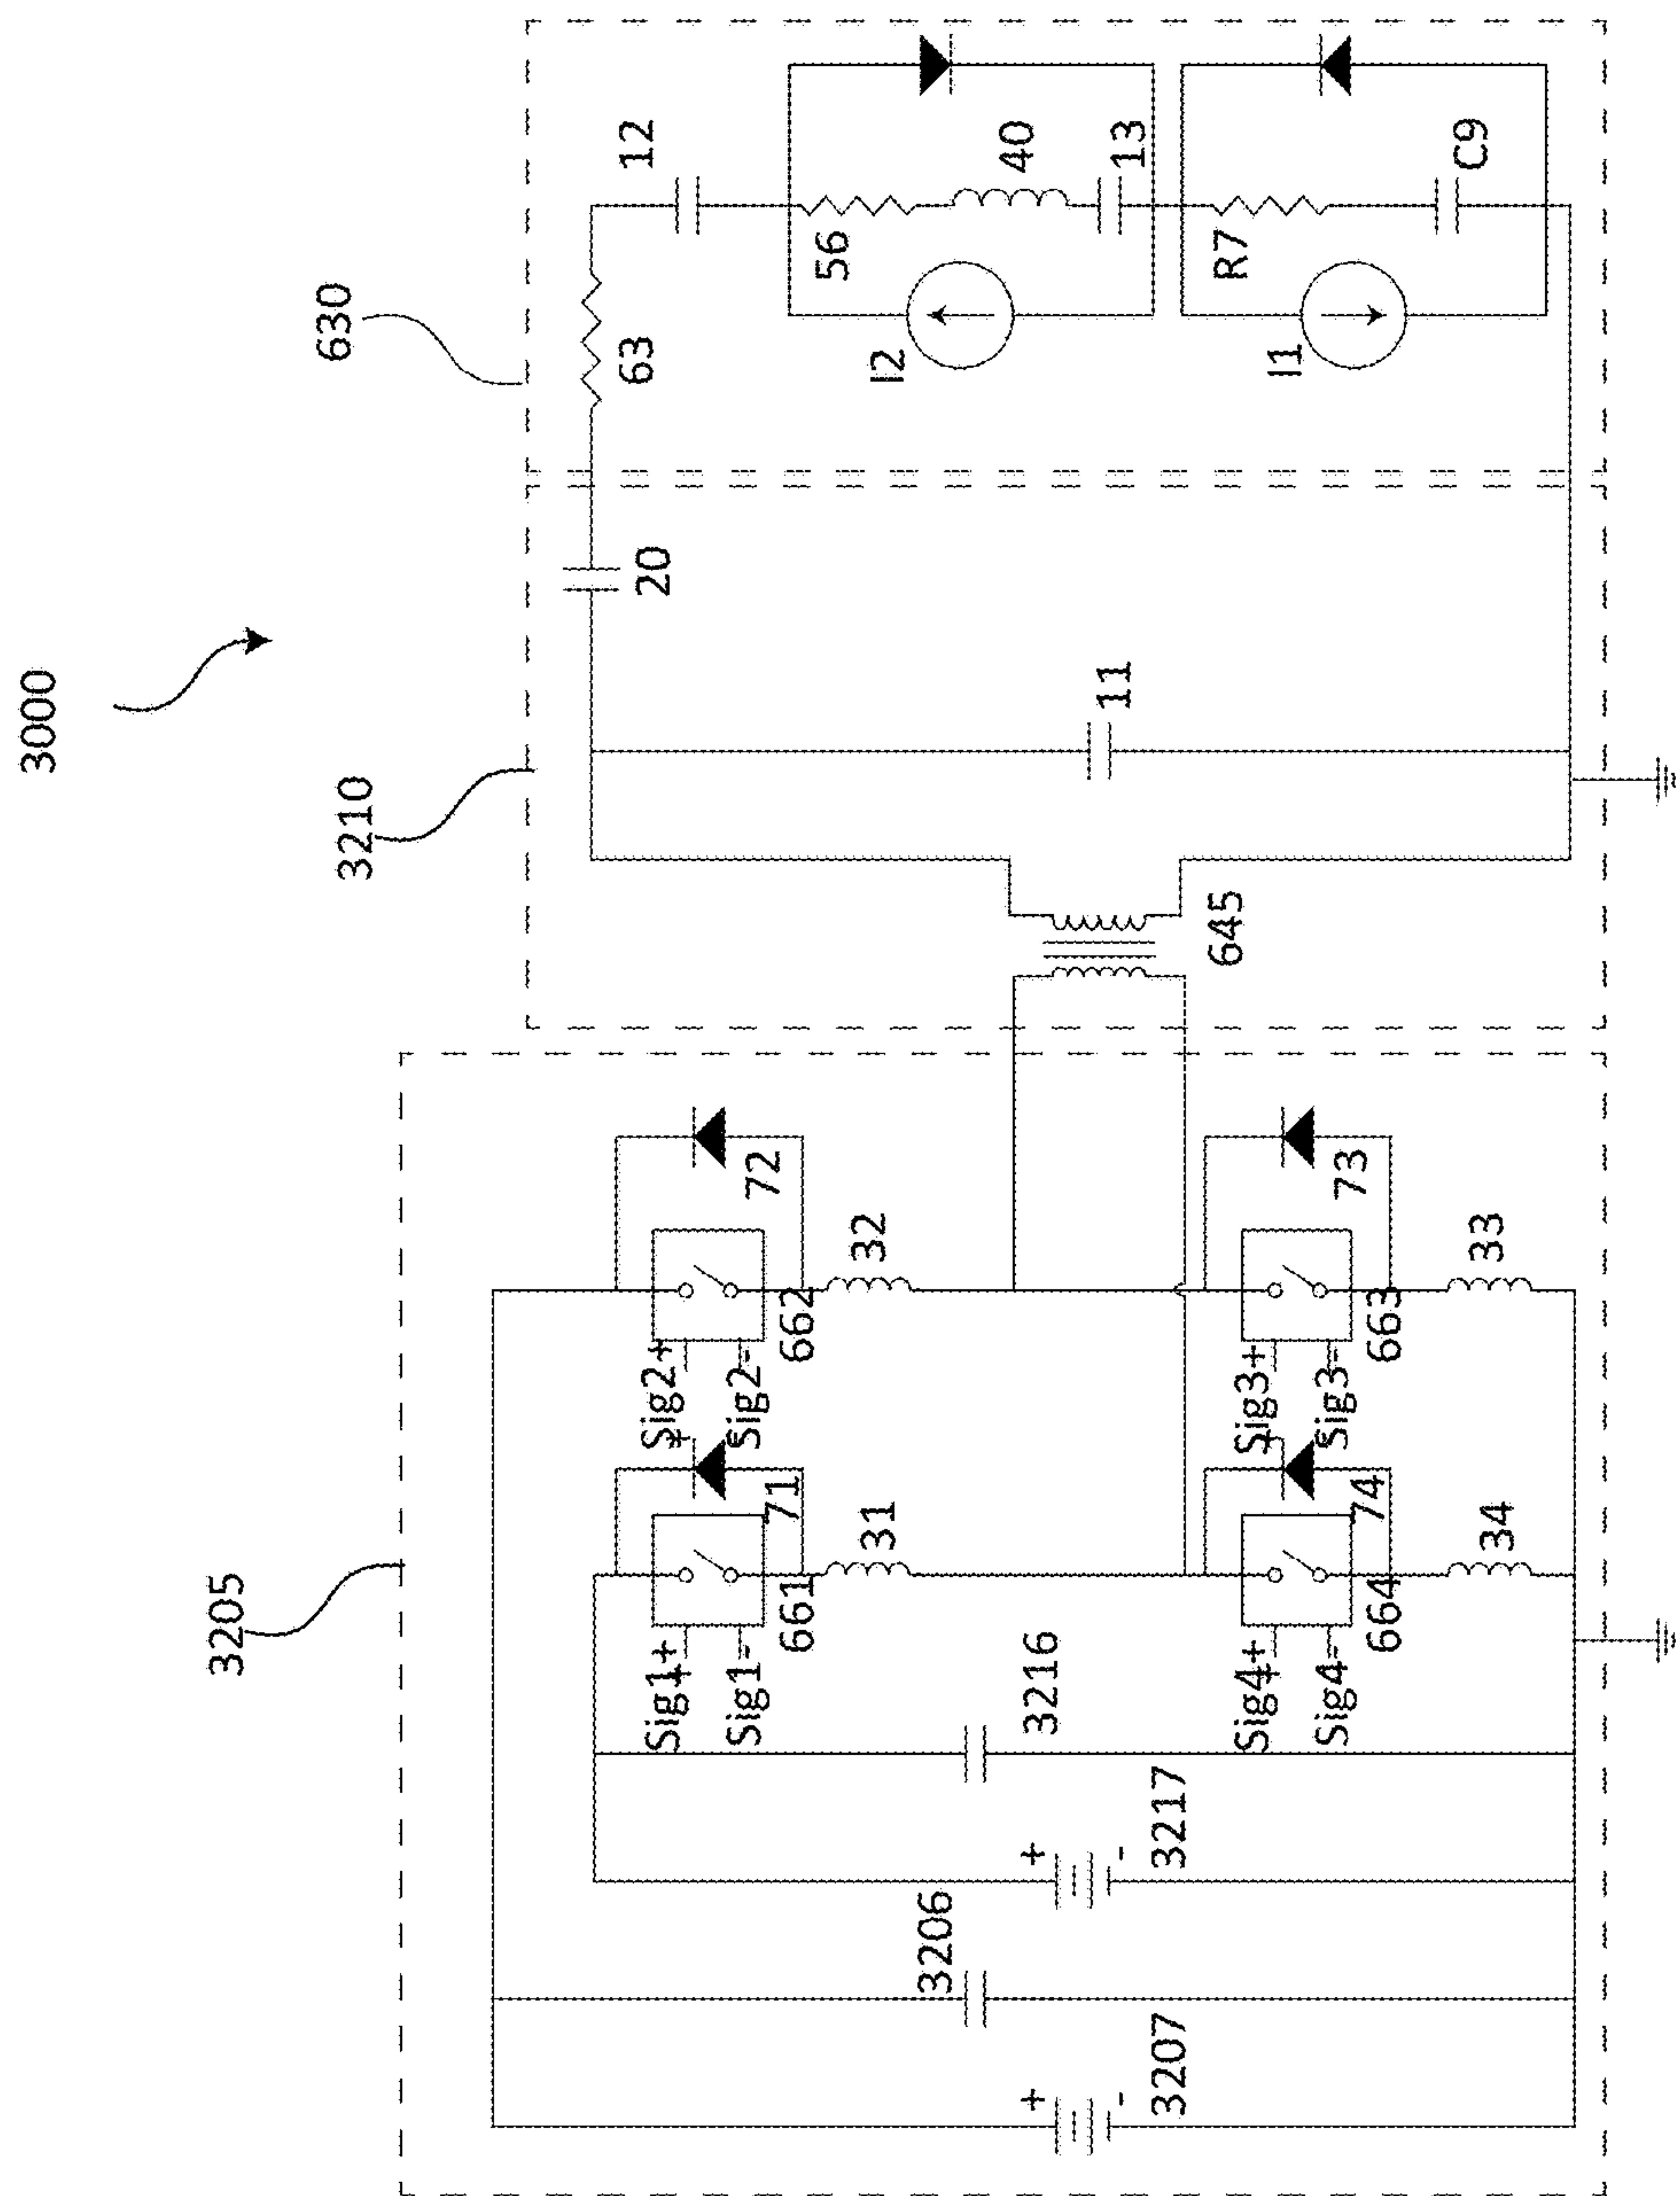 3000
3205
3210
630
3207
3206
3217
3216
Sig1+
Sig1-
661
71
31
Sig2+
Sig2-
662
72
32
Sig4+
Sig4-
664
74
34
Sig3+
Sig3-
663
73
33
645
11
20
63
12
56
40
13
I2
R7
C9
I1
+
-
+
-